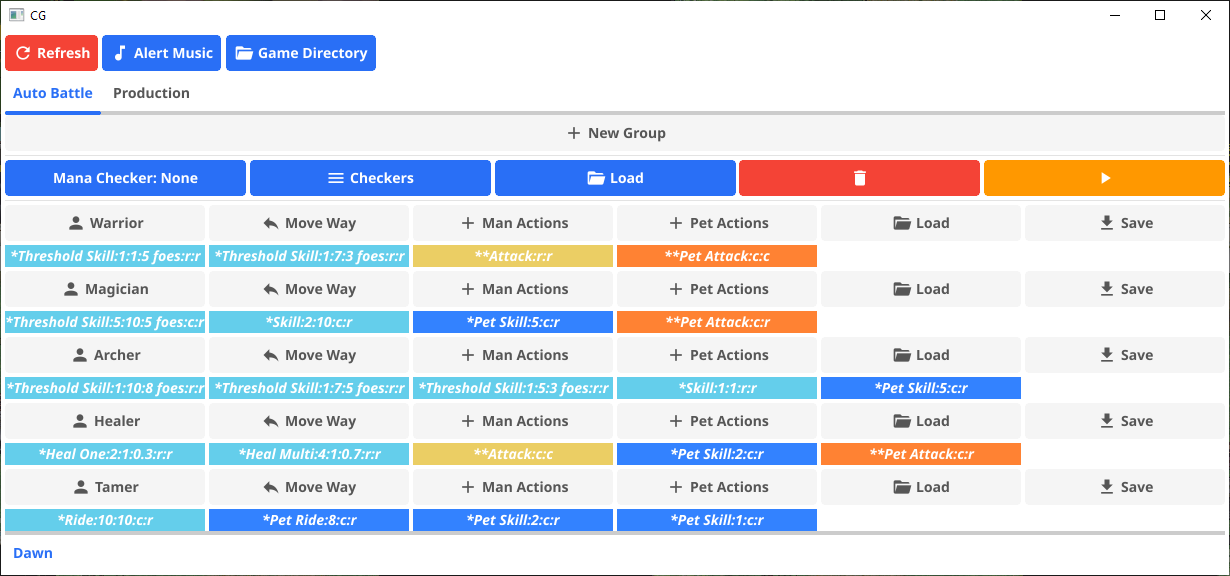 CG
Refresh Alert Music Game Directory
Auto Battle Production
New Group
Mana Checker: None Checkers Load
Warrior Move Way Man Actions Pet Actions Load Save
*Threshold Skill:1:1:5 foes:r:r *Threshold Skill:1:7:3 foes:r:r **Attack:r:r **Pet Attack:c:c
Magician Move Way Man Actions Pet Actions Load Save
*Threshold Skill:5:10:5 foes:c:r *Skill:2:10:c:r *Pet Skill:5:c:r **Pet Attack:c:r
Archer Move Way Man Actions Pet Actions Load Save
*Threshold Skill:1:10:8 foes:r:r *Threshold Skill:1:7:5 foes:r:r *Threshold Skill:1:5:3 foes:r:r *Skill:1:1:r:r *Pet Skill:5:c:r
Healer Move Way Man Actions Pet Actions Load Save
*Heal One:2:1:0.3:r:r *Heal Multi:4:1:0.7:r:r **Attack:c:c *Pet Skill:2:c:r **Pet Attack:c:r
Tamer Move Way Man Actions Pet Actions Load Save
*Ride:10:10:c:r *Pet Ride:8:c:r *Pet Skill:2:c:r *Pet Skill:1:c:r
Dawn